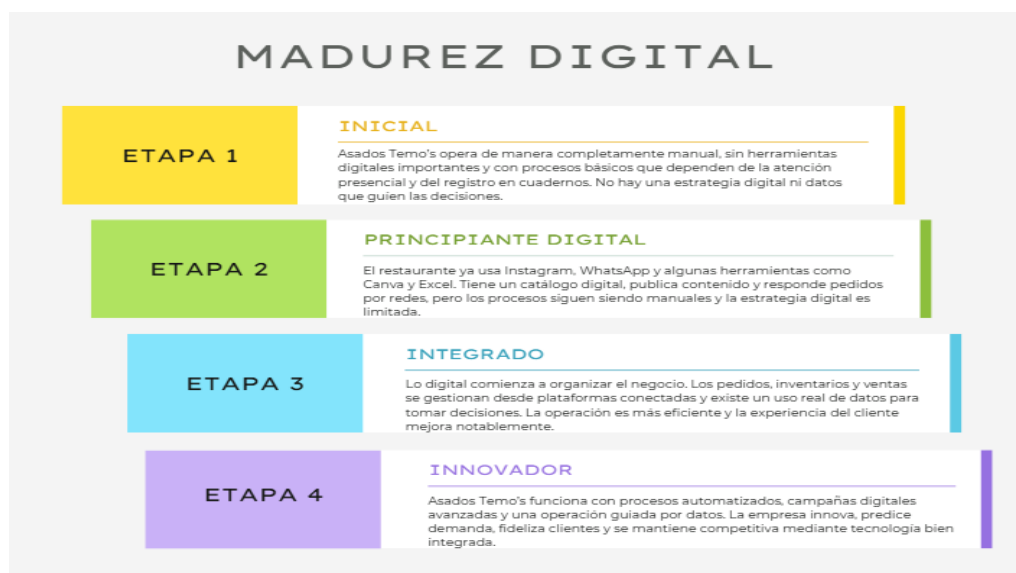 MADUREZ DIGITAL
ETAPA 1
INICIAL
Asados Temo's opera de manera completamente manual, sin herramientas
digitales importantes y con procesos básicos que dependen de la atención
presencial y del registro en cuadernos. No hay una estrategia digital ni datos
que guíen las decisiones.
ETAPA 2
PRINCIPIANTE DIGITAL
El restaurante ya usa Instagram, WhatsApp y algunas herramientas como
Canva y Excel. Tiene un catálogo digital, publica contenido y responde pedidos
por redes, pero los procesos siguen siendo manuales y la estrategia digital es
limitada.
ETAPA 3
INTEGRADO
Lo digital comienza a organizar el negocio. Los pedidos, inventarios y ventas
se gestionan desde plataformas conectadas y existe un uso real de datos para
tomar decisiones. La operación es más eficiente y la experiencia del cliente
mejora notablemente.
ETAPA 4
INNOVADOR
Asados Temo's funciona con procesos automatizados, campañas digitales
avanzadas y una operación guiada por datos. La empresa innova, predice
demanda, fideliza clientes y se mantiene competitiva mediante tecnología bien
integrada.